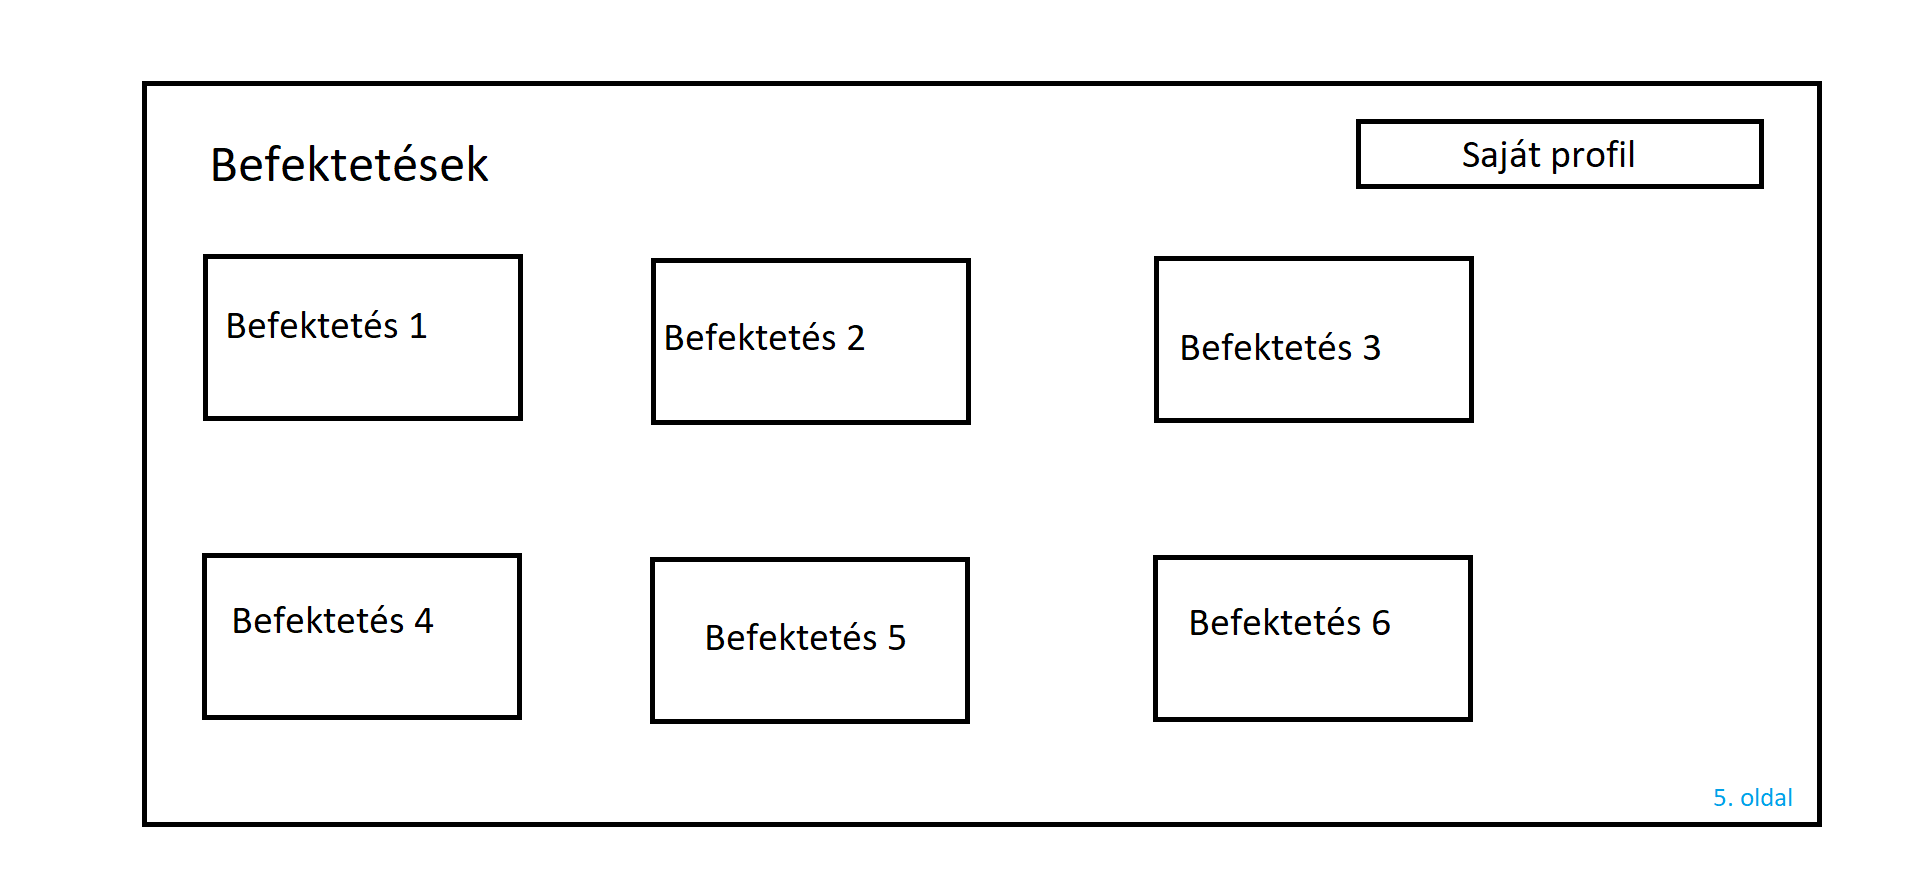 Befektetések
Saját profil
Befektetés 1
Befektetés 2
Befektetés 3
Befektetés 4
Befektetés 5
Befektetés 6
5. oldal